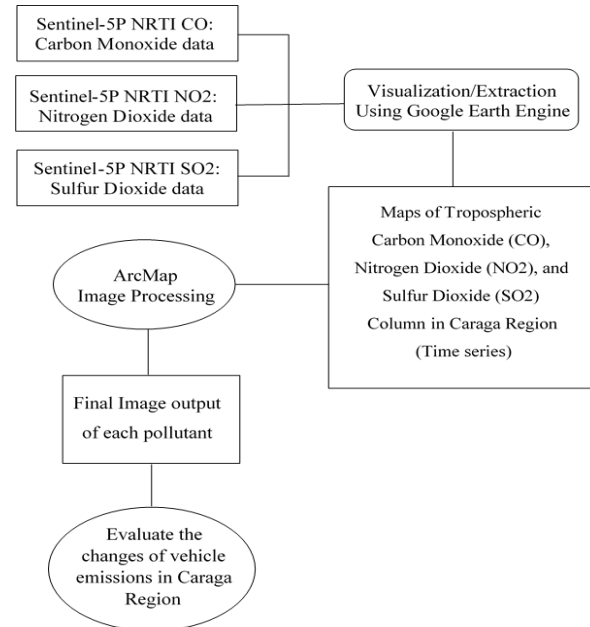 Sentinel-5P NRTI CO:
Carbon Monoxide data
Sentinel-5P NRTI NO2:
Nitrogen Dioxide data
Sentinel-5P NRTI SO2:
Sulfur Dioxide data
Visualization/Extraction
Using Google Earth Engine
Maps of Tropospheric
Carbon Monoxide (CO),
Nitrogen Dioxide (NO2), and
Sulfur Dioxide (SO2)
Column in Caraga Region
(Time series)
ArcMap
Image Processing
Final Image output
of each pollutant
Evaluate the
changes of vehicle
emissions in Caraga
Region